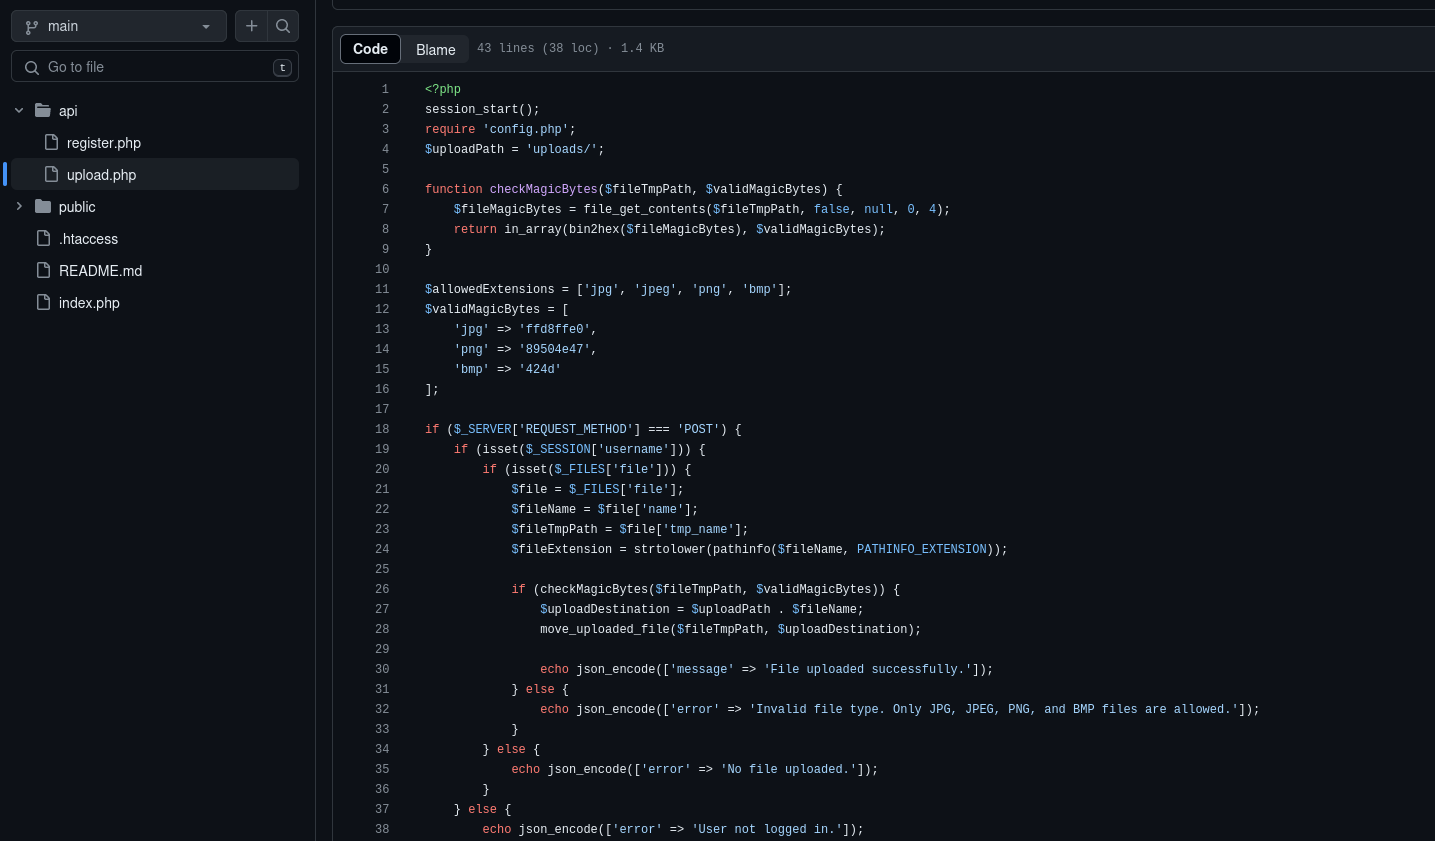 main
Go to file
t
api
register.php
upload.php
public
.htaccess
README.md
index.php
Code Blame 43 lines (38 loc) · 1.4 KB
1 <?php
2 session_start();
3 require 'config.php';
4 $uploadPath = 'uploads/';
5
6 function checkMagicBytes($fileTmpPath, $validMagicBytes) {
7     $fileMagicBytes = file_get_contents($fileTmpPath, false, null, 0, 4);
8     return in_array(bin2hex($fileMagicBytes), $validMagicBytes);
9 }
10
11 $allowedExtensions = ['jpg', 'jpeg', 'png', 'bmp'];
12 $validMagicBytes = [
13     'jpg' => 'ffd8ffe0',
14     'png' => '89504e47',
15     'bmp' => '424d'
16 ];
17
18 if ($_SERVER['REQUEST_METHOD'] === 'POST') {
19     if (isset($_SESSION['username'])) {
20         if (isset($_FILES['file'])) {
21             $file = $_FILES['file'];
22             $fileName = $file['name'];
23             $fileTmpPath = $file['tmp_name'];
24             $fileExtension = strtolower(pathinfo($fileName, PATHINFO_EXTENSION));
25
26             if (checkMagicBytes($fileTmpPath, $validMagicBytes)) {
27                 $uploadDestination = $uploadPath . $fileName;
28                 move_uploaded_file($fileTmpPath, $uploadDestination);
29
30                 echo json_encode(['message' => 'File uploaded successfully.']);
31             } else {
32                 echo json_encode(['error' => 'Invalid file type. Only JPG, JPEG, PNG, and BMP files are allowed.']);
33             }
34         } else {
35             echo json_encode(['error' => 'No file uploaded.']);
36         }
37     } else {
38         echo json_encode(['error' => 'User not logged in.']);